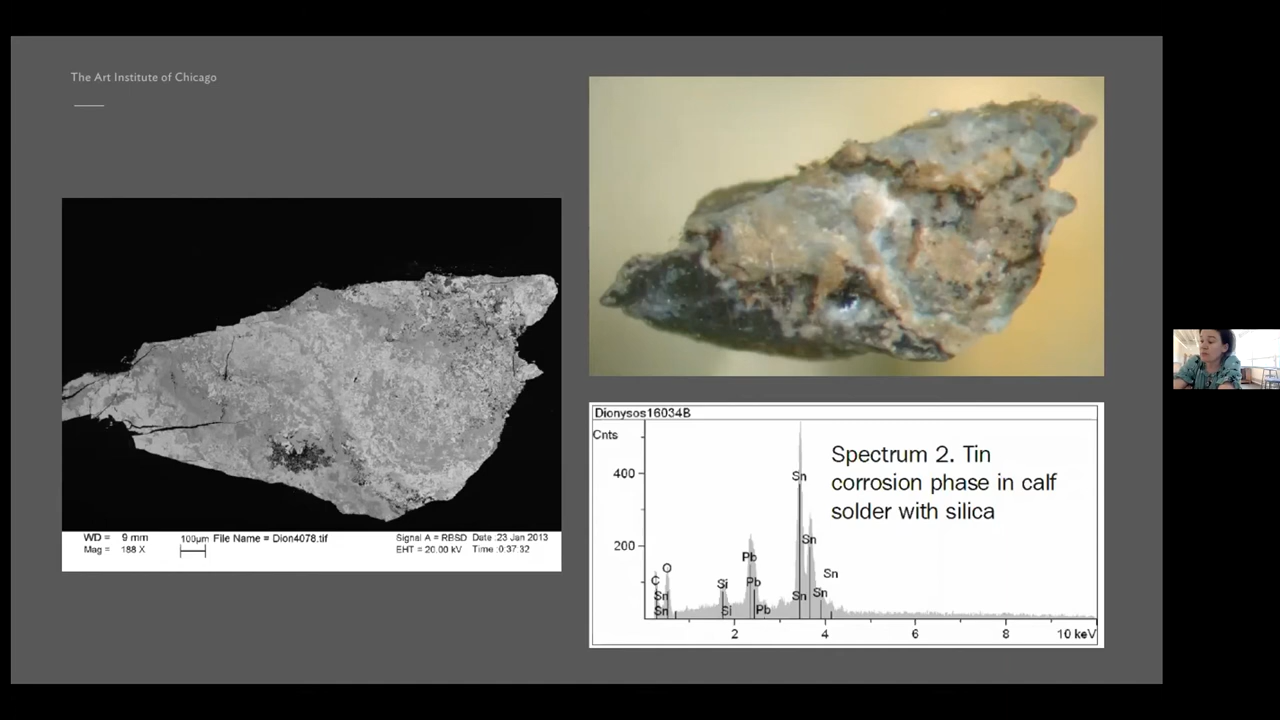 The Art Institute of Chicago
WD = 9 mm
Mag = 188 X
100µm
File Name = Dion4078.tif
Signal A = RBSD Date :23 Jan 2013
EHT = 20.00 kV Time :0:37:32
Dionysos16034B
Cnts
400
200
Spectrum 2. Tin
corrosion phase in calf
solder with silica
Sn
Sn
Pb
O
Sn
C
Si
Pb
Sn
Sn
Sn
Sn
Si
Pb
2 4 6 8 10 keV